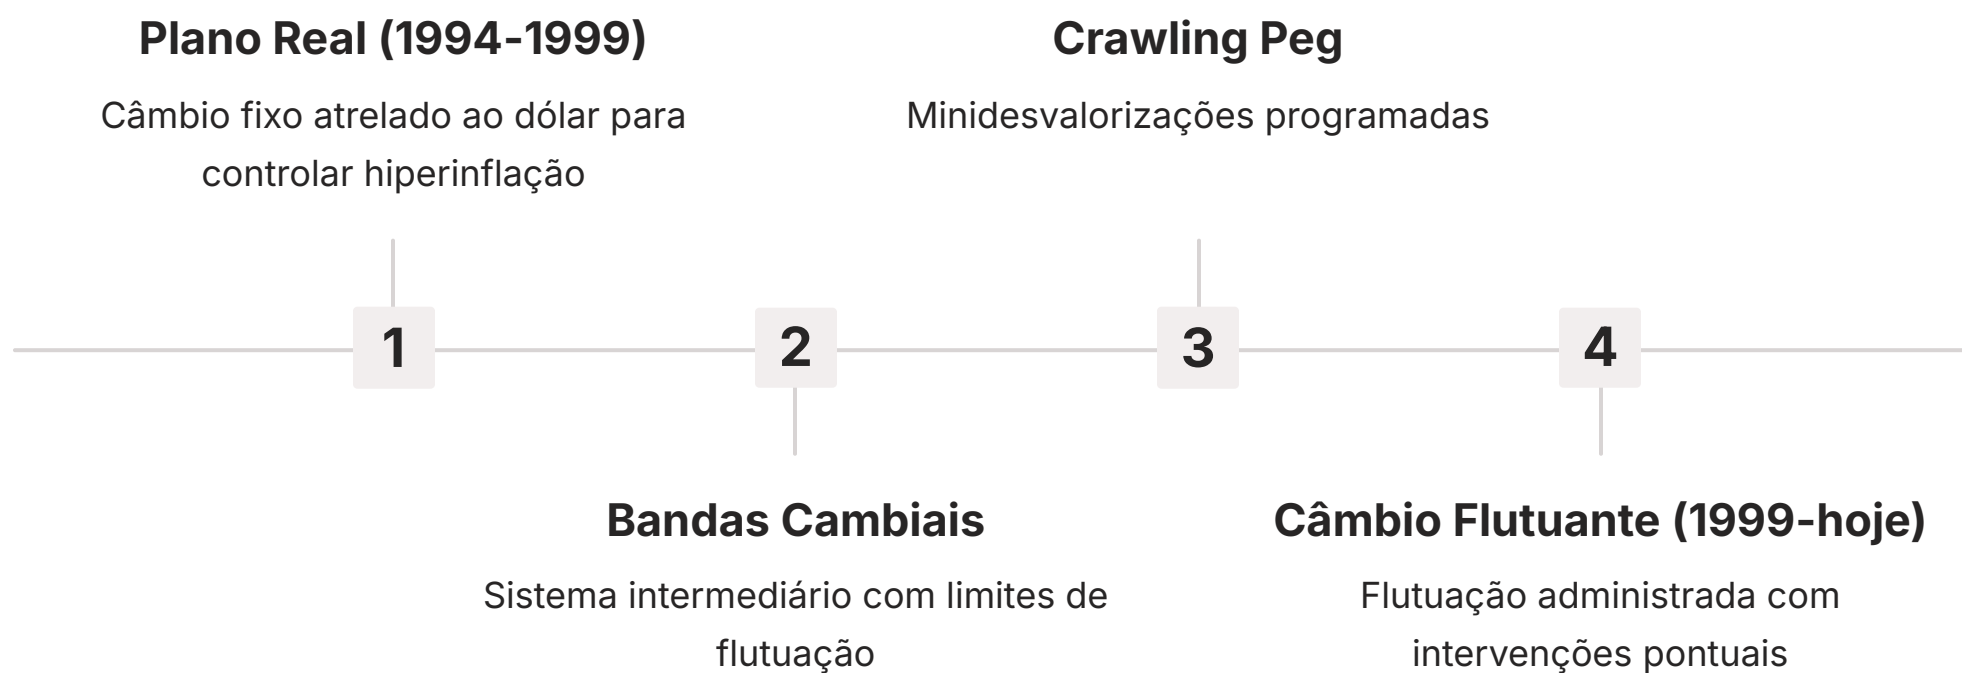 Plano Real (1994-1999)
Câmbio fixo atrelado ao dólar para
controlar hiperinflação
Crawling Peg
Minidesvalorizações programadas
1
2
3
4
Bandas Cambiais
Sistema intermediário com limites de
flutuação
Câmbio Flutuante (1999-hoje)
Flutuação administrada com
intervenções pontuais